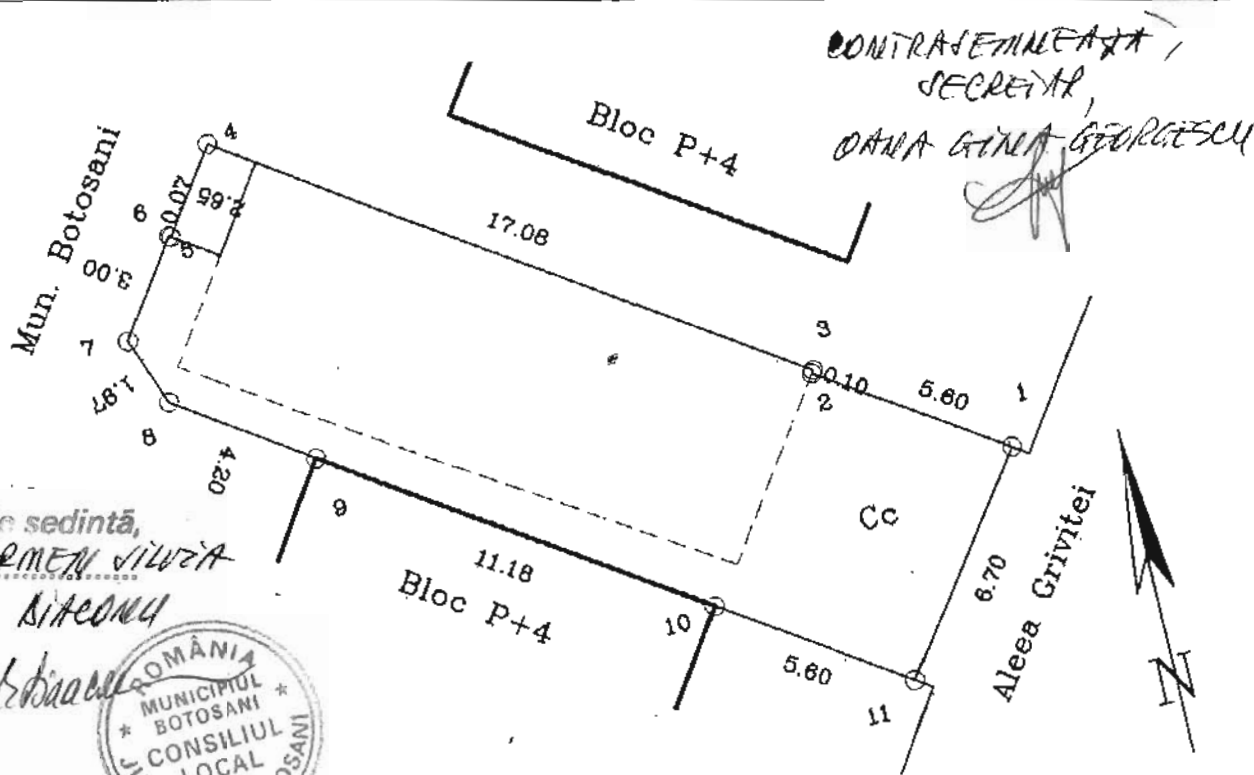 CONTRASEMNEAZĂ,
SECRETAR,
OANA GINA GEORGESCU
Bloc P+4
Mun. Botosani
4
2.65
0.07
6
5
3.00
7
1.97
8
4.20
9
17.08
3
0.10
2
5.60
1
Cc
6.70
Aleea Grivitei
11.18
Bloc P+4
10
5.60
11
N
e sedintă,
RMEN SILVIA
DIACONU
ROMÂNIA
MUNICIPIUL
BOTOSANI
CONSILIUL
LOCAL